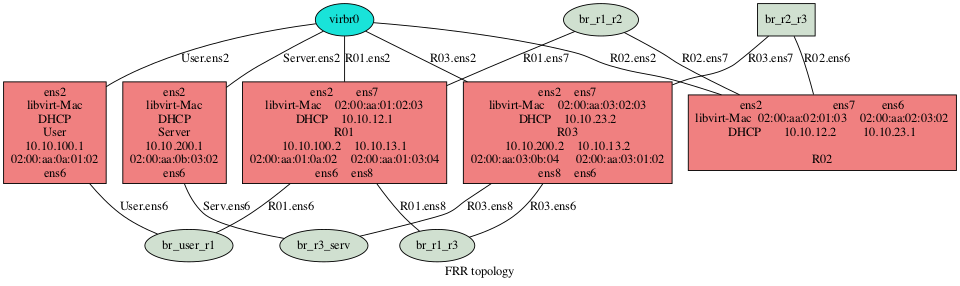 virbr0
br_r1_r2
br_r2_r3
User.ens2
Server.ens2
R01.ens2
R03.ens2
R01.ens7
R02.ens2
R02.ens7
R03.ens7
R02.ens6
ens2
libvirt-Mac
DHCP
User
10.10.100.1
02:00:aa:0a:01:02
ens6
ens2
libvirt-Mac
DHCP
Server
10.10.200.1
02:00:aa:0b:03:02
ens6
ens2 ens7
libvirt-Mac 02:00:aa:01:02:03
DHCP 10.10.12.1
R01
10.10.100.2 10.10.13.1
02:00:aa:01:0a:02 02:00:aa:01:03:04
ens6 ens8
ens2 ens7
libvirt-Mac 02:00:aa:03:02:03
DHCP 10.10.23.2
R03
10.10.200.2 10.10.13.2
02:00:aa:03:0b:04 02:00:aa:03:01:02
ens8 ens6
ens2 ens7 ens6
libvirt-Mac 02:00:aa:02:01:03 02:00:aa:02:03:02
DHCP 10.10.12.2 10.10.23.1
R02
User.ens6
Serv.ens6
R01.ens6
R01.ens8
R03.ens8
R03.ens6
br_user_r1
br_r3_serv
br_r1_r3
FRR topology